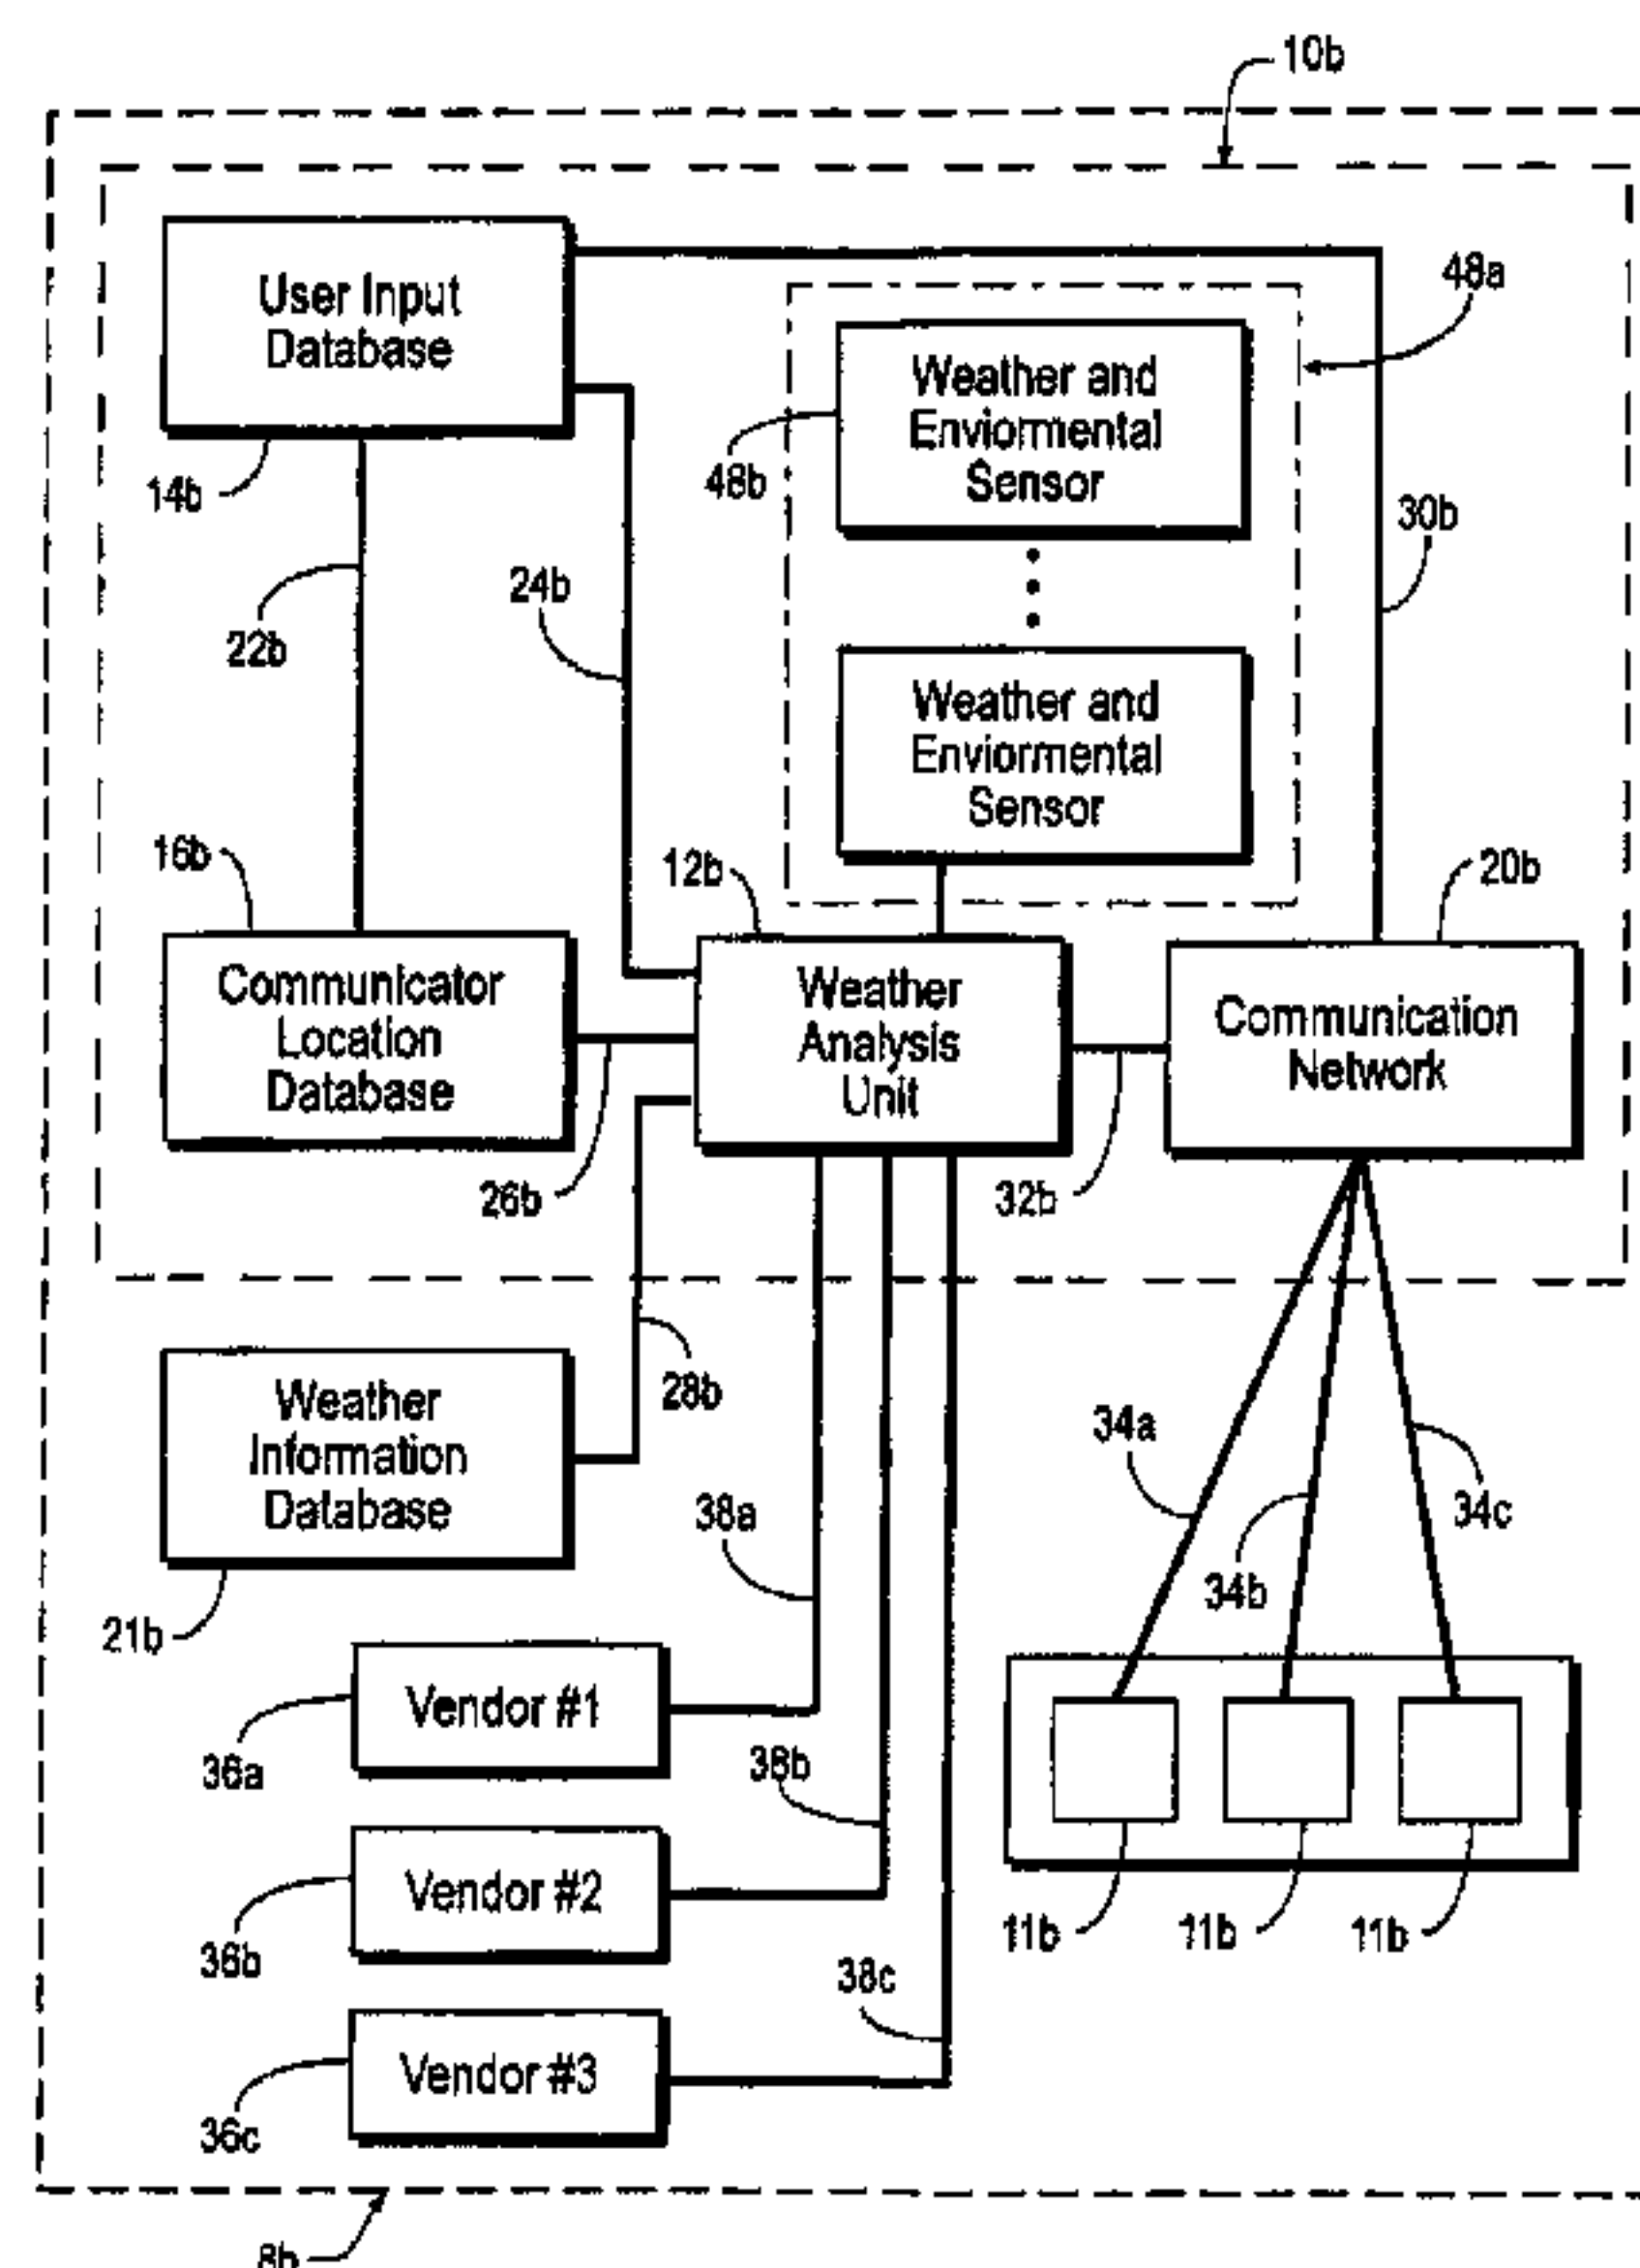 10b
User Input
Database
48a
Weather and
Enviormental
Sensor
48b
14b
30b
24b
22b
Weather and
Enviormental
Sensor
16b
12b
20b
Communicator
Location
Database
Weather
Analysis
Unit
Communication
Network
26b
32b
28b
Weather
Information
Database
34a
34c
38a
34b
21b
Vendor #1
36a
38b
Vendor #2
36b
11b
11b
11b
38c
Vendor #3
36c
8b